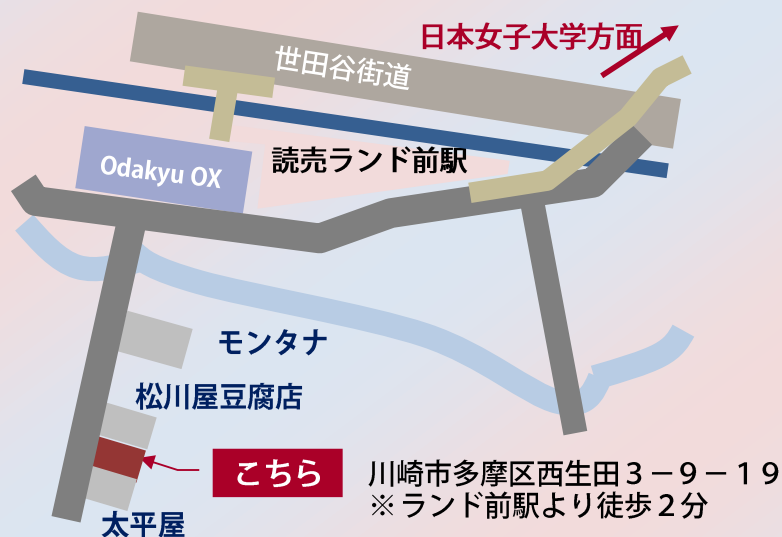 日本女子大学方面
世田谷街道
Odakyu OX
読売ランド前駅
モンタナ
松川屋豆腐店
こちら
川崎市多摩区西生田３－９－１９
※ランド前駅より徒歩２分
太平屋